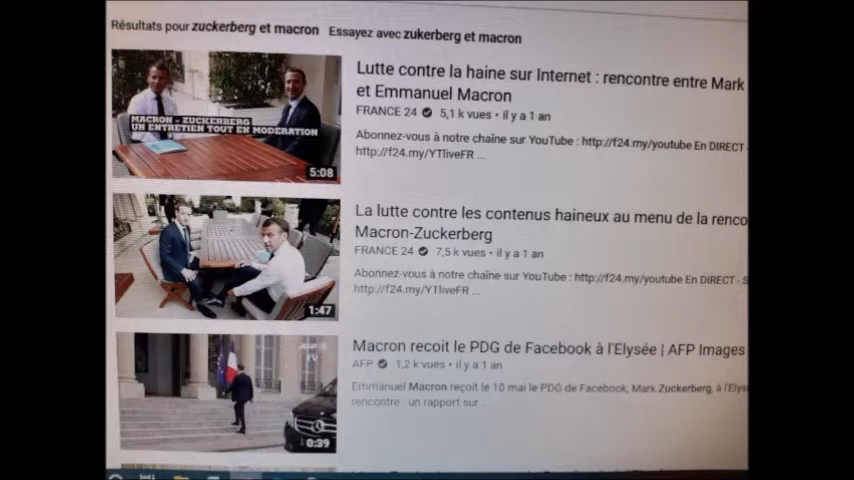 Résultats pour zuckerberg et macron Essayez avec zukerberg et macron
Lutte contre la haine sur Internet : rencontre entre Mark
et Emmanuel Macron
FRANCE 24 5,1 k vues • il y a 1 an
Abonnez-vous à notre chaîne sur YouTube : http://f24.my/youtube En DIRECT
http://f24.my/YTliveFR ...
MACRON - ZUCKERBERG
UN ENTRETIEN TOUT EN MODÉRATION
5:08
La lutte contre les contenus haineux au menu de la renco
Macron-Zuckerberg
FRANCE 24 7,5 k vues • il y a 1 an
Abonnez-vous à notre chaîne sur YouTube : http://f24.my/youtube En DIRECT - S
http://f24.my/YTliveFR ...
1:47
Macron recoit le PDG de Facebook à l'Elysée | AFP Images
AFP 1,2 k vues • il y a 1 an
Emmanuel Macron reçoit le 10 mai le PDG de Facebook, Mark Zuckerberg, à l'Elys
rencontre : un rapport sur ...
AFP
TV
0:39